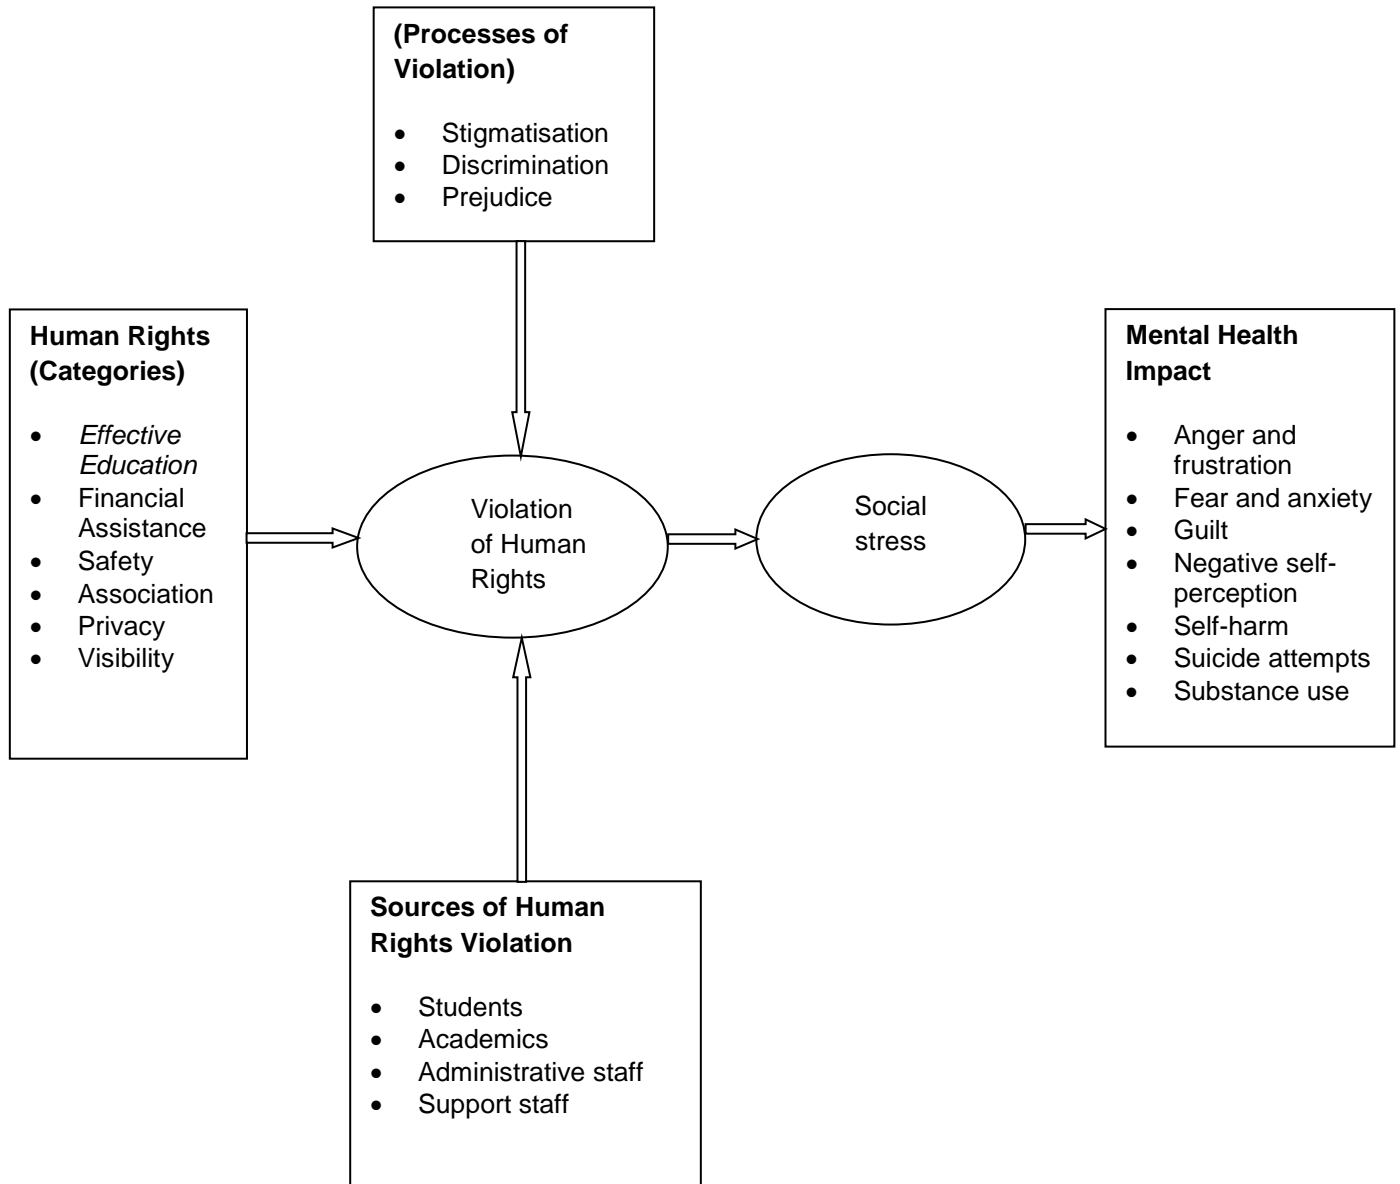 (Processes of
Violation)
• Stigmatisation
• Discrimination
• Prejudice
Human Rights
(Categories)
• Effective
Education
• Financial
Assistance
• Safety
• Association
• Privacy
• Visibility
Violation
of Human
Rights
Social
stress
Mental Health
Impact
• Anger and
frustration
• Fear and anxiety
• Guilt
• Negative self-
perception
• Self-harm
• Suicide attempts
• Substance use
Sources of Human
Rights Violation
• Students
• Academics
• Administrative staff
• Support staff